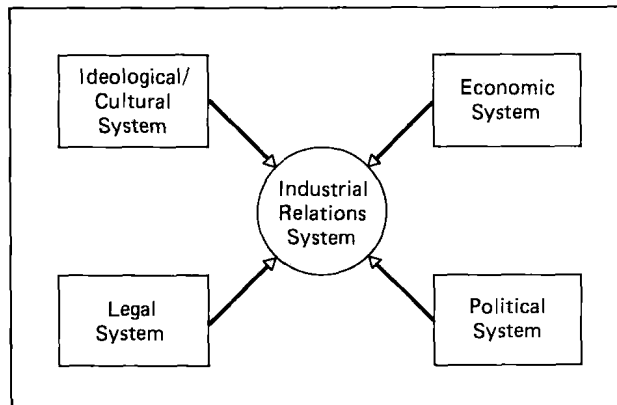 Ideological/
Cultural
System
Economic
System
Industrial
Relations
System
Legal
System
Political
System